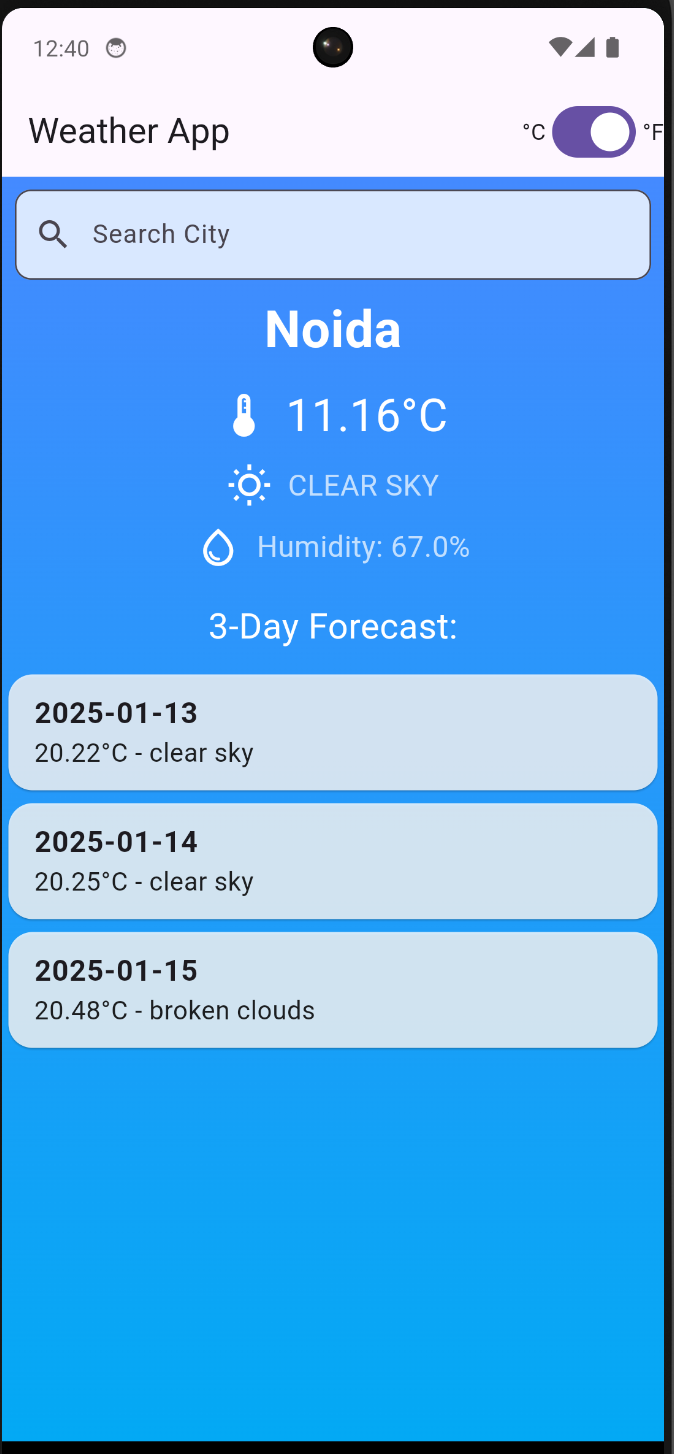 12:40
Weather App
°C °F
Search City
Noida
11.16°C
CLEAR SKY
Humidity: 67.0%
3-Day Forecast:
2025-01-13
20.22°C - clear sky
2025-01-14
20.25°C - clear sky
2025-01-15
20.48°C - broken clouds